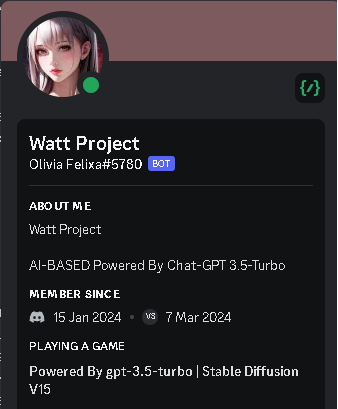 {/}
Watt Project
Olivia Felixa#5780 BOT
ABOUT ME
Watt Project
AI-BASED Powered By Chat-GPT 3.5-Turbo
MEMBER SINCE
15 Jan 2024 • VS 7 Mar 2024
PLAYING A GAME
Powered By gpt-3.5-turbo | Stable Diffusion
V15